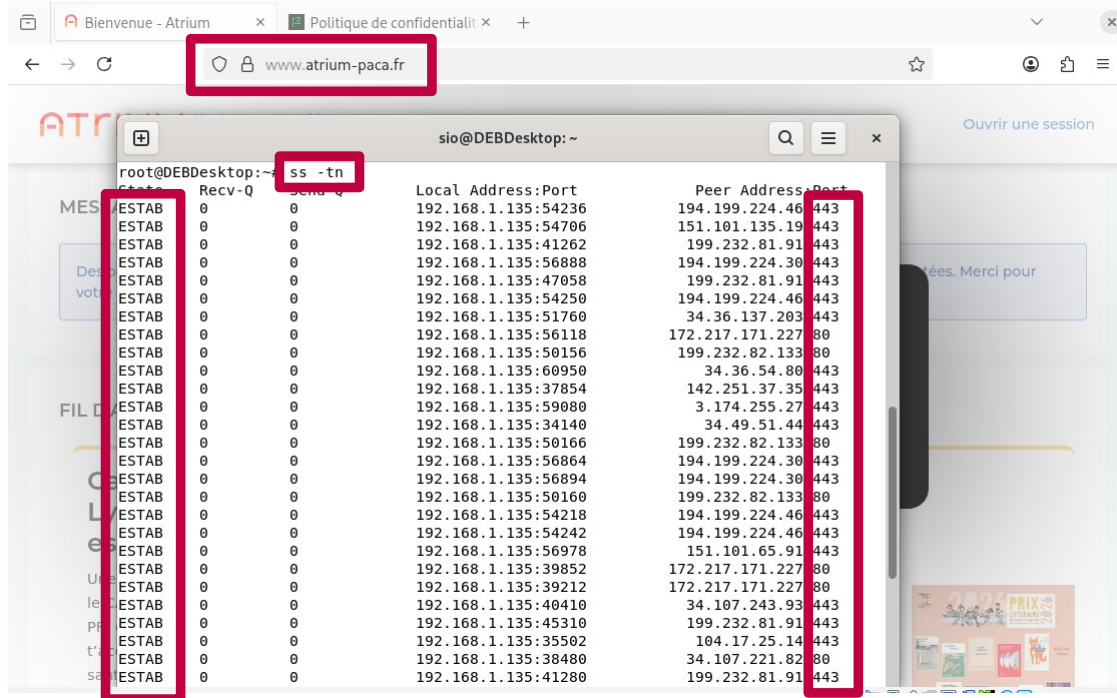 Bienvenue - Atrium
Politique de confidentialit
www.atrium-paca.fr
Ouvrir une session
sio@DEBDesktop: ~
root@DEBDesktop:~# ss -tn
State Recv-Q Send-Q Local Address:Port Peer Address:Port
ESTAB 0 0 192.168.1.135:54236 194.199.224.46:443
ESTAB 0 0 192.168.1.135:54706 151.101.135.19:443
ESTAB 0 0 192.168.1.135:41262 199.232.81.91:443
ESTAB 0 0 192.168.1.135:56888 194.199.224.30:443
ESTAB 0 0 192.168.1.135:47058 199.232.81.91:443
ESTAB 0 0 192.168.1.135:54250 194.199.224.46:443
ESTAB 0 0 192.168.1.135:51760 34.36.137.203:443
ESTAB 0 0 192.168.1.135:56118 172.217.171.227:80
ESTAB 0 0 192.168.1.135:50156 199.232.82.133:80
ESTAB 0 0 192.168.1.135:60950 34.36.54.80:443
ESTAB 0 0 192.168.1.135:37854 142.251.37.35:443
ESTAB 0 0 192.168.1.135:59080 3.174.255.27:443
ESTAB 0 0 192.168.1.135:34140 34.49.51.44:443
ESTAB 0 0 192.168.1.135:50166 199.232.82.133:80
ESTAB 0 0 192.168.1.135:56864 194.199.224.30:443
ESTAB 0 0 192.168.1.135:56894 194.199.224.30:443
ESTAB 0 0 192.168.1.135:50160 199.232.82.133:80
ESTAB 0 0 192.168.1.135:54218 194.199.224.46:443
ESTAB 0 0 192.168.1.135:54242 194.199.224.46:443
ESTAB 0 0 192.168.1.135:56978 151.101.65.91:443
ESTAB 0 0 192.168.1.135:39852 172.217.171.227:80
ESTAB 0 0 192.168.1.135:39212 172.217.171.227:80
ESTAB 0 0 192.168.1.135:40410 34.107.243.93:443
ESTAB 0 0 192.168.1.135:45310 199.232.81.91:443
ESTAB 0 0 192.168.1.135:35502 104.17.25.14:443
ESTAB 0 0 192.168.1.135:38480 34.107.221.82:80
ESTAB 0 0 192.168.1.135:41280 199.232.81.91:443
tées. Merci pour
votre
FIL D'A
2026 PRIX
LITTÉRAIRE